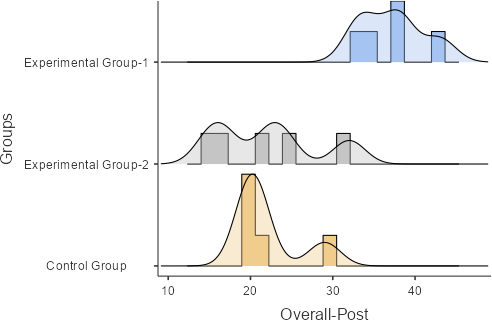 Groups
Experimental Group-1
Experimental Group-2
Control Group
10 20 30 40
Overall-Post